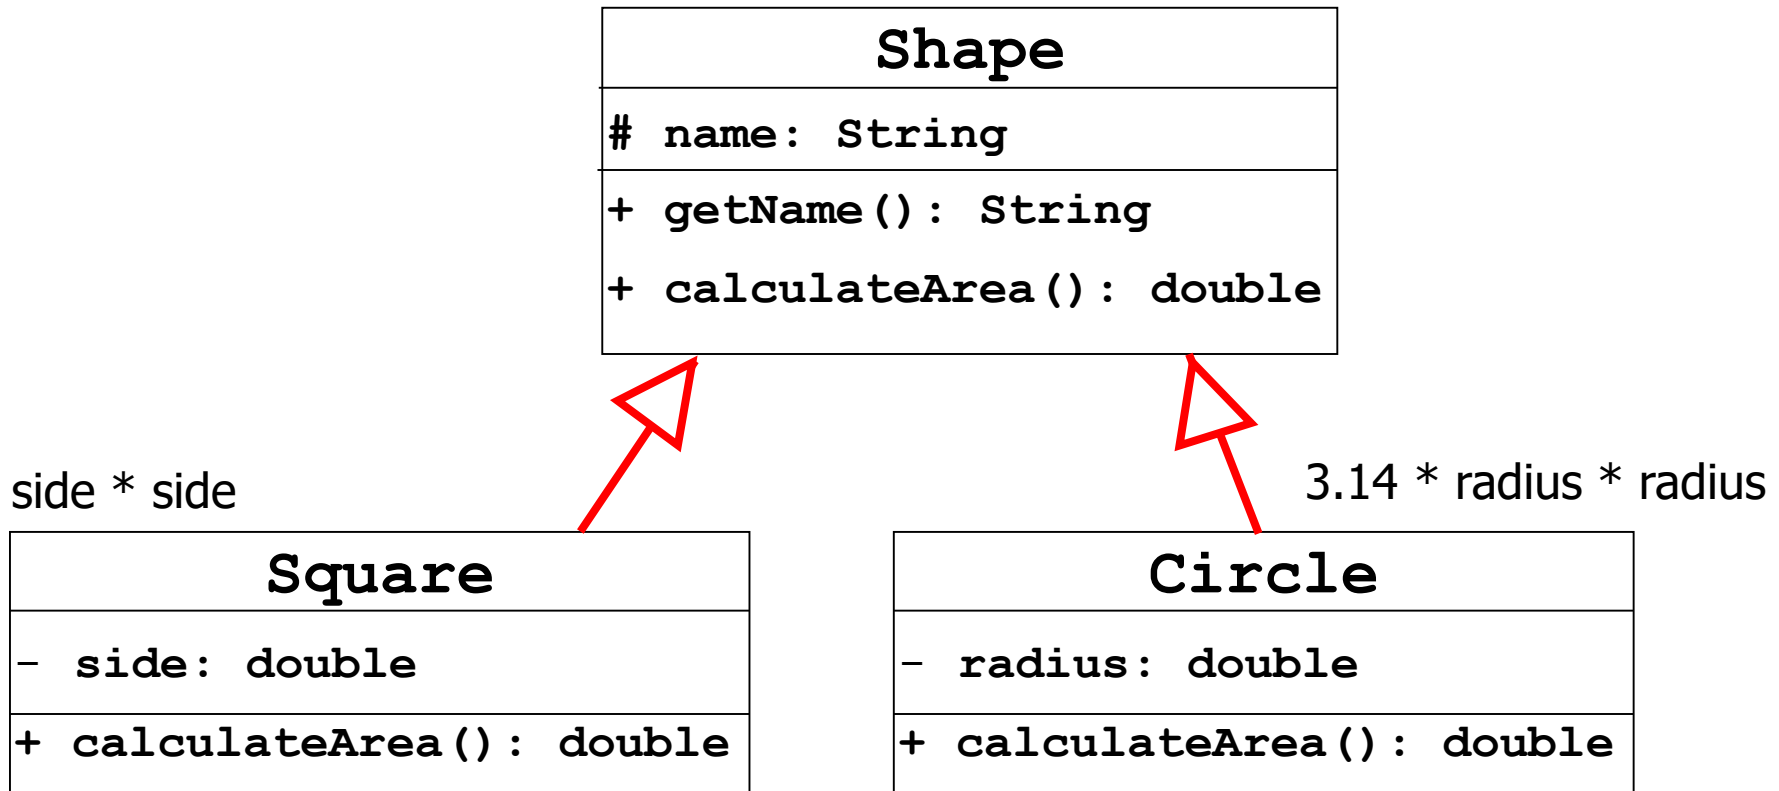 Shape
# name: String
+ getName(): String
+ calculateArea(): double
side * side
3.14 * radius * radius
Square
- side: double
+ calculateArea(): double
Circle
- radius: double
+ calculateArea(): double